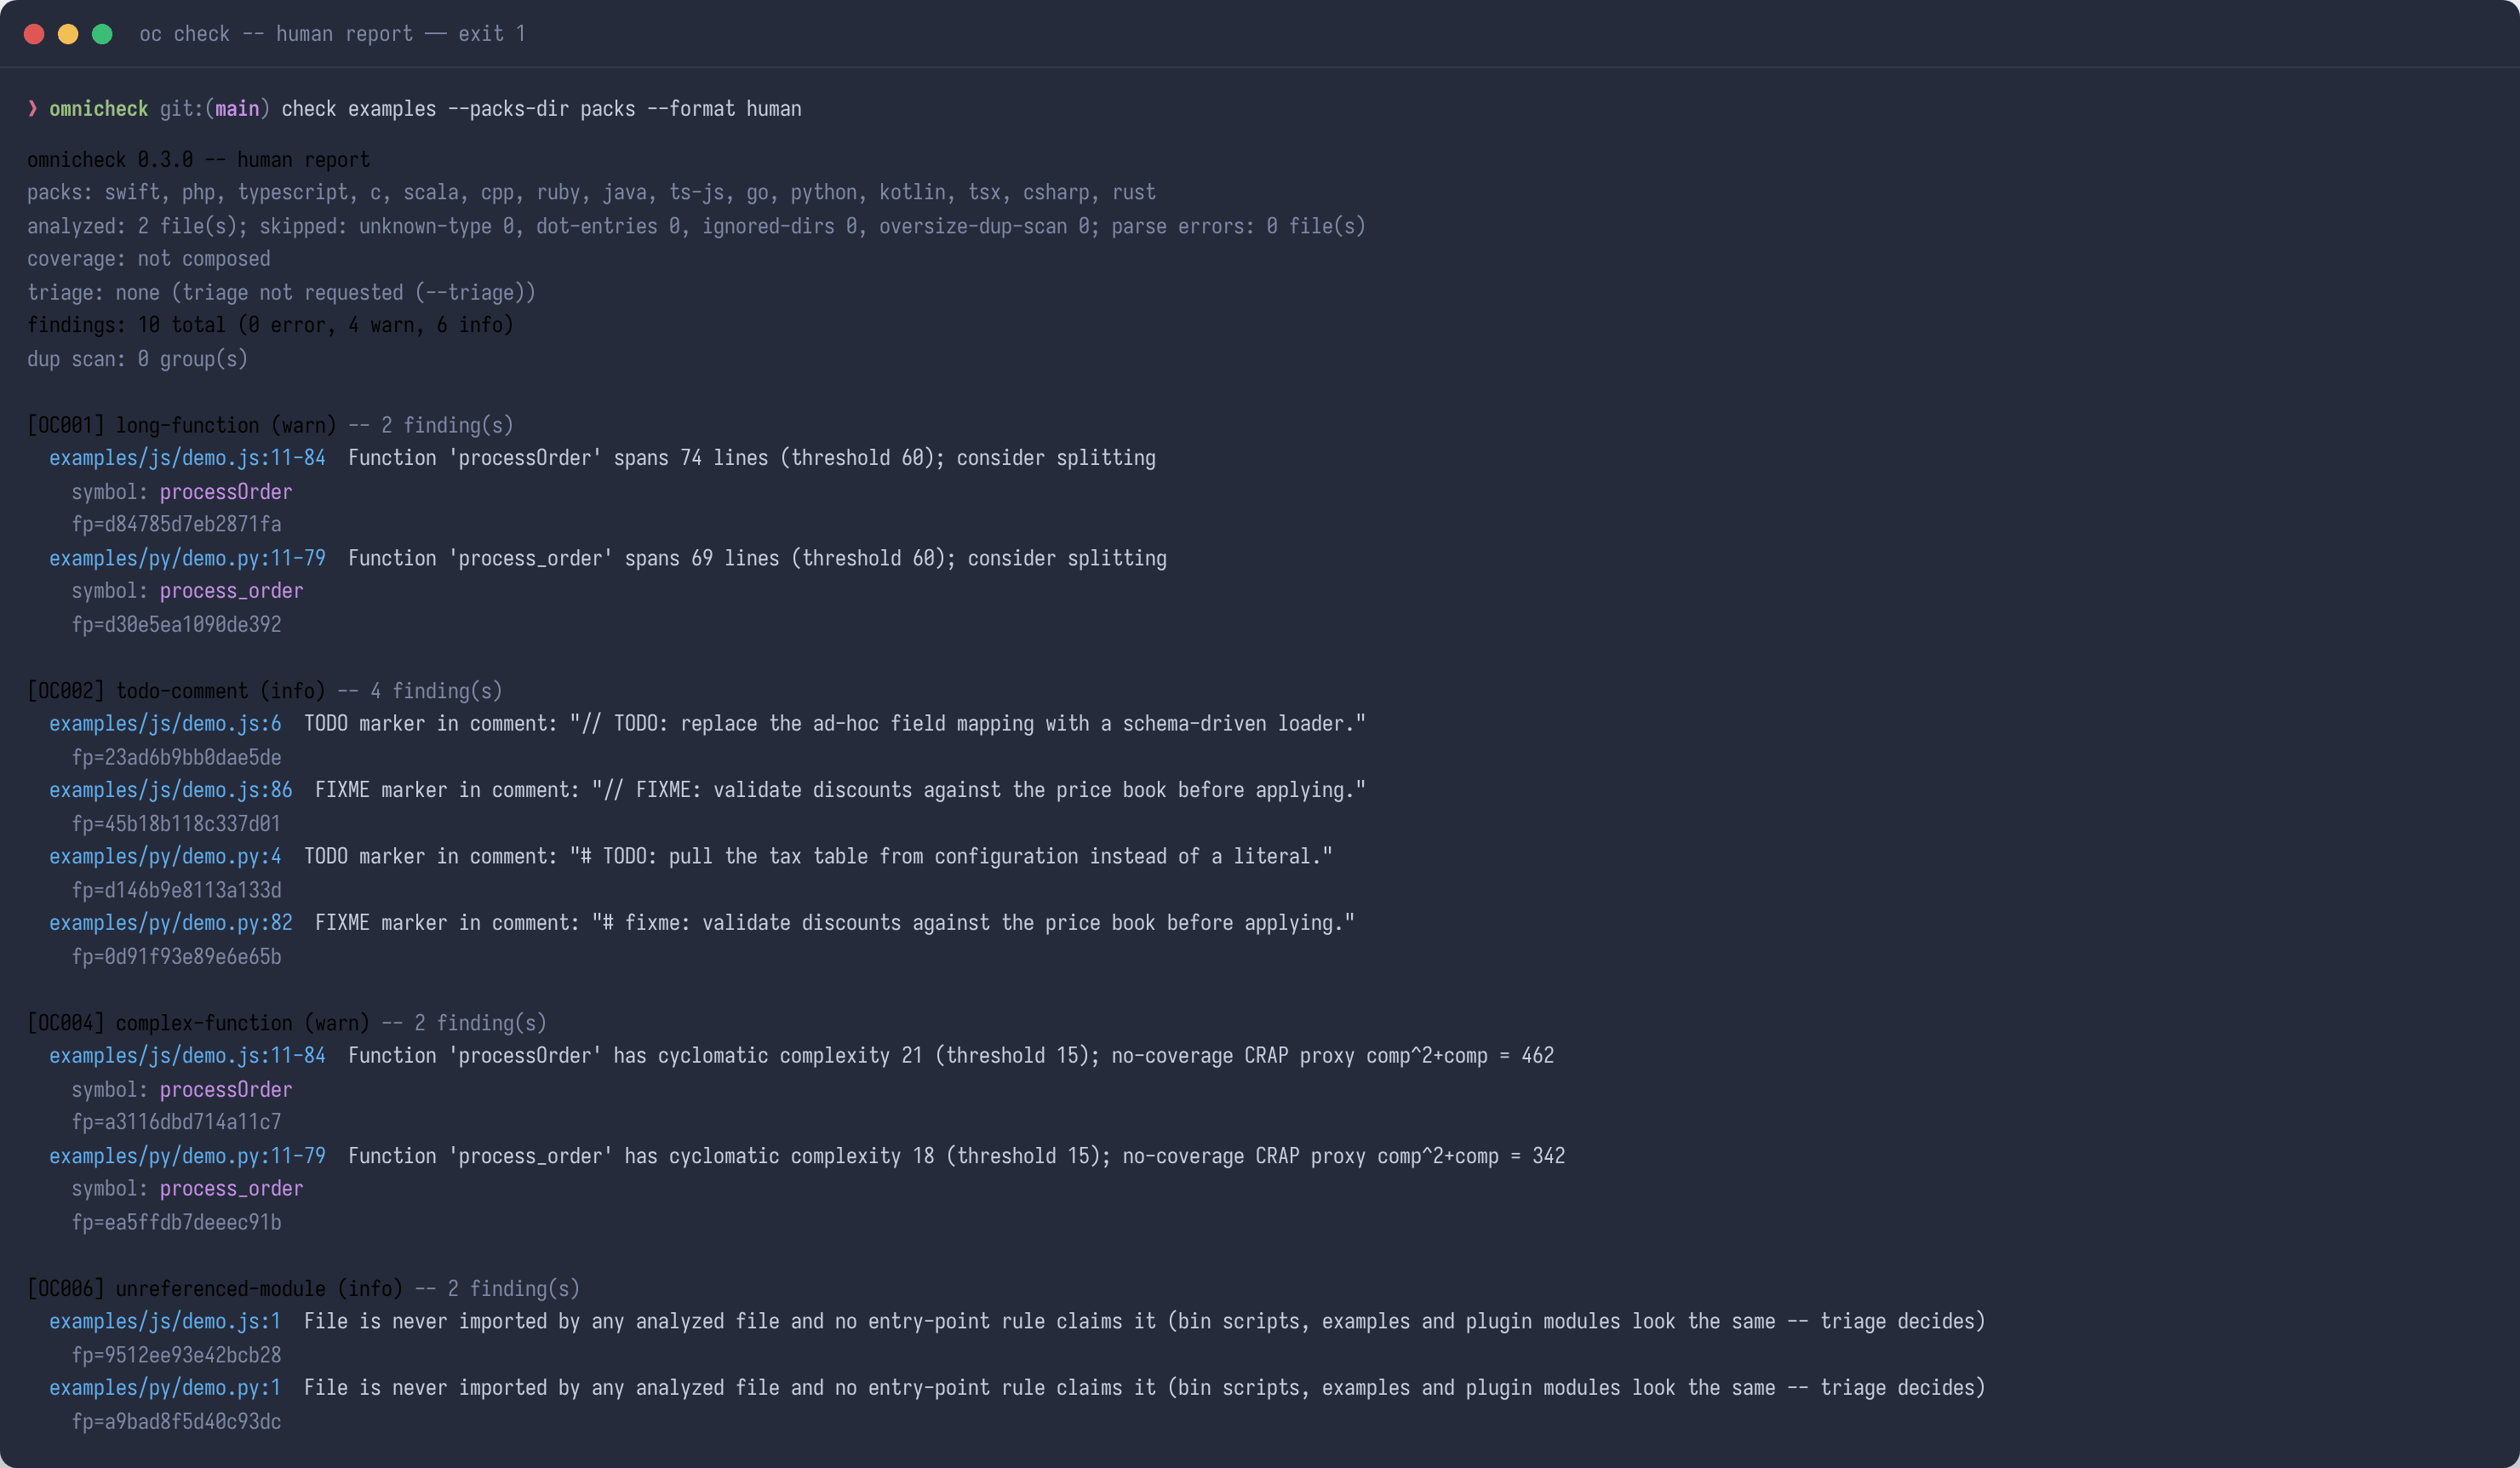 oc check -- human report — exit 1
❯ omnicheck git:(main) check examples --packs-dir packs --format human
omnicheck 0.3.0 -- human report
packs: swift, php, typescript, c, scala, cpp, ruby, java, ts-js, go, python, kotlin, tsx, csharp, rust
analyzed: 2 file(s); skipped: unknown-type 0, dot-entries 0, ignored-dirs 0, oversize-dup-scan 0; parse errors: 0 file(s)
coverage: not composed
triage: none (triage not requested (--triage))
findings: 10 total (0 error, 4 warn, 6 info)
dup scan: 0 group(s)
[OC001] long-function (warn) -- 2 finding(s)
examples/js/demo.js:11-84  Function 'processOrder' spans 74 lines (threshold 60); consider splitting
symbol: processOrder
fp=d84785d7eb2871fa
examples/py/demo.py:11-79  Function 'process_order' spans 69 lines (threshold 60); consider splitting
symbol: process_order
fp=d30e5ea1090de392
[OC002] todo-comment (info) -- 4 finding(s)
examples/js/demo.js:6  TODO marker in comment: "// TODO: replace the ad-hoc field mapping with a schema-driven loader."
fp=23ad6b9bb0dae5de
examples/js/demo.js:86  FIXME marker in comment: "// FIXME: validate discounts against the price book before applying."
fp=45b18b118c337d01
examples/py/demo.py:4  TODO marker in comment: "# TODO: pull the tax table from configuration instead of a literal."
fp=d146b9e8113a133d
examples/py/demo.py:82  FIXME marker in comment: "# fixme: validate discounts against the price book before applying."
fp=0d91f93e89e6e65b
[OC004] complex-function (warn) -- 2 finding(s)
examples/js/demo.js:11-84  Function 'processOrder' has cyclomatic complexity 21 (threshold 15); no-coverage CRAP proxy comp^2+comp = 462
symbol: processOrder
fp=a3116dbd714a11c7
examples/py/demo.py:11-79  Function 'process_order' has cyclomatic complexity 18 (threshold 15); no-coverage CRAP proxy comp^2+comp = 342
symbol: process_order
fp=ea5ffdb7deeec91b
[OC006] unreferenced-module (info) -- 2 finding(s)
examples/js/demo.js:1  File is never imported by any analyzed file and no entry-point rule claims it (bin scripts, examples and plugin modules look the same -- triage decides)
fp=9512ee93e42bcb28
examples/py/demo.py:1  File is never imported by any analyzed file and no entry-point rule claims it (bin scripts, examples and plugin modules look the same -- triage decides)
fp=a9bad8f5d40c93dc